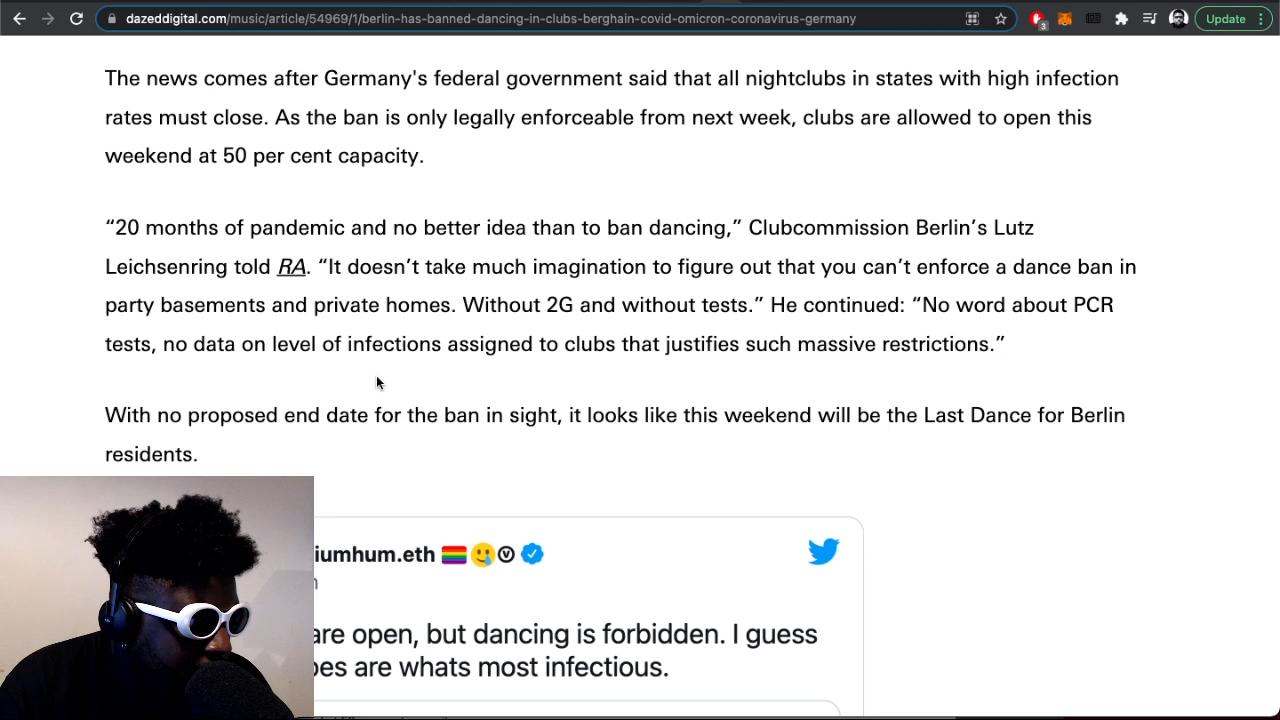 dazeddigital.com/music/article/54969/1/berlin-has-banned-dancing-in-clubs-berghain-covid-omicron-coronavirus-germany
3
Update
The news comes after Germany's federal government said that all nightclubs in states with high infection
rates must close. As the ban is only legally enforceable from next week, clubs are allowed to open this
weekend at 50 per cent capacity.
“20 months of pandemic and no better idea than to ban dancing,” Clubcommission Berlin’s Lutz
Leichsenring told RA. “It doesn’t take much imagination to figure out that you can’t enforce a dance ban in
party basements and private homes. Without 2G and without tests.” He continued: “No word about PCR
tests, no data on level of infections assigned to clubs that justifies such massive restrictions.”
With no proposed end date for the ban in sight, it looks like this weekend will be the Last Dance for Berlin
residents.
iumhum.eth 🏳️‍🌈🥲Ⓥ
are open, but dancing is forbidden. I guess
oes are whats most infectious.